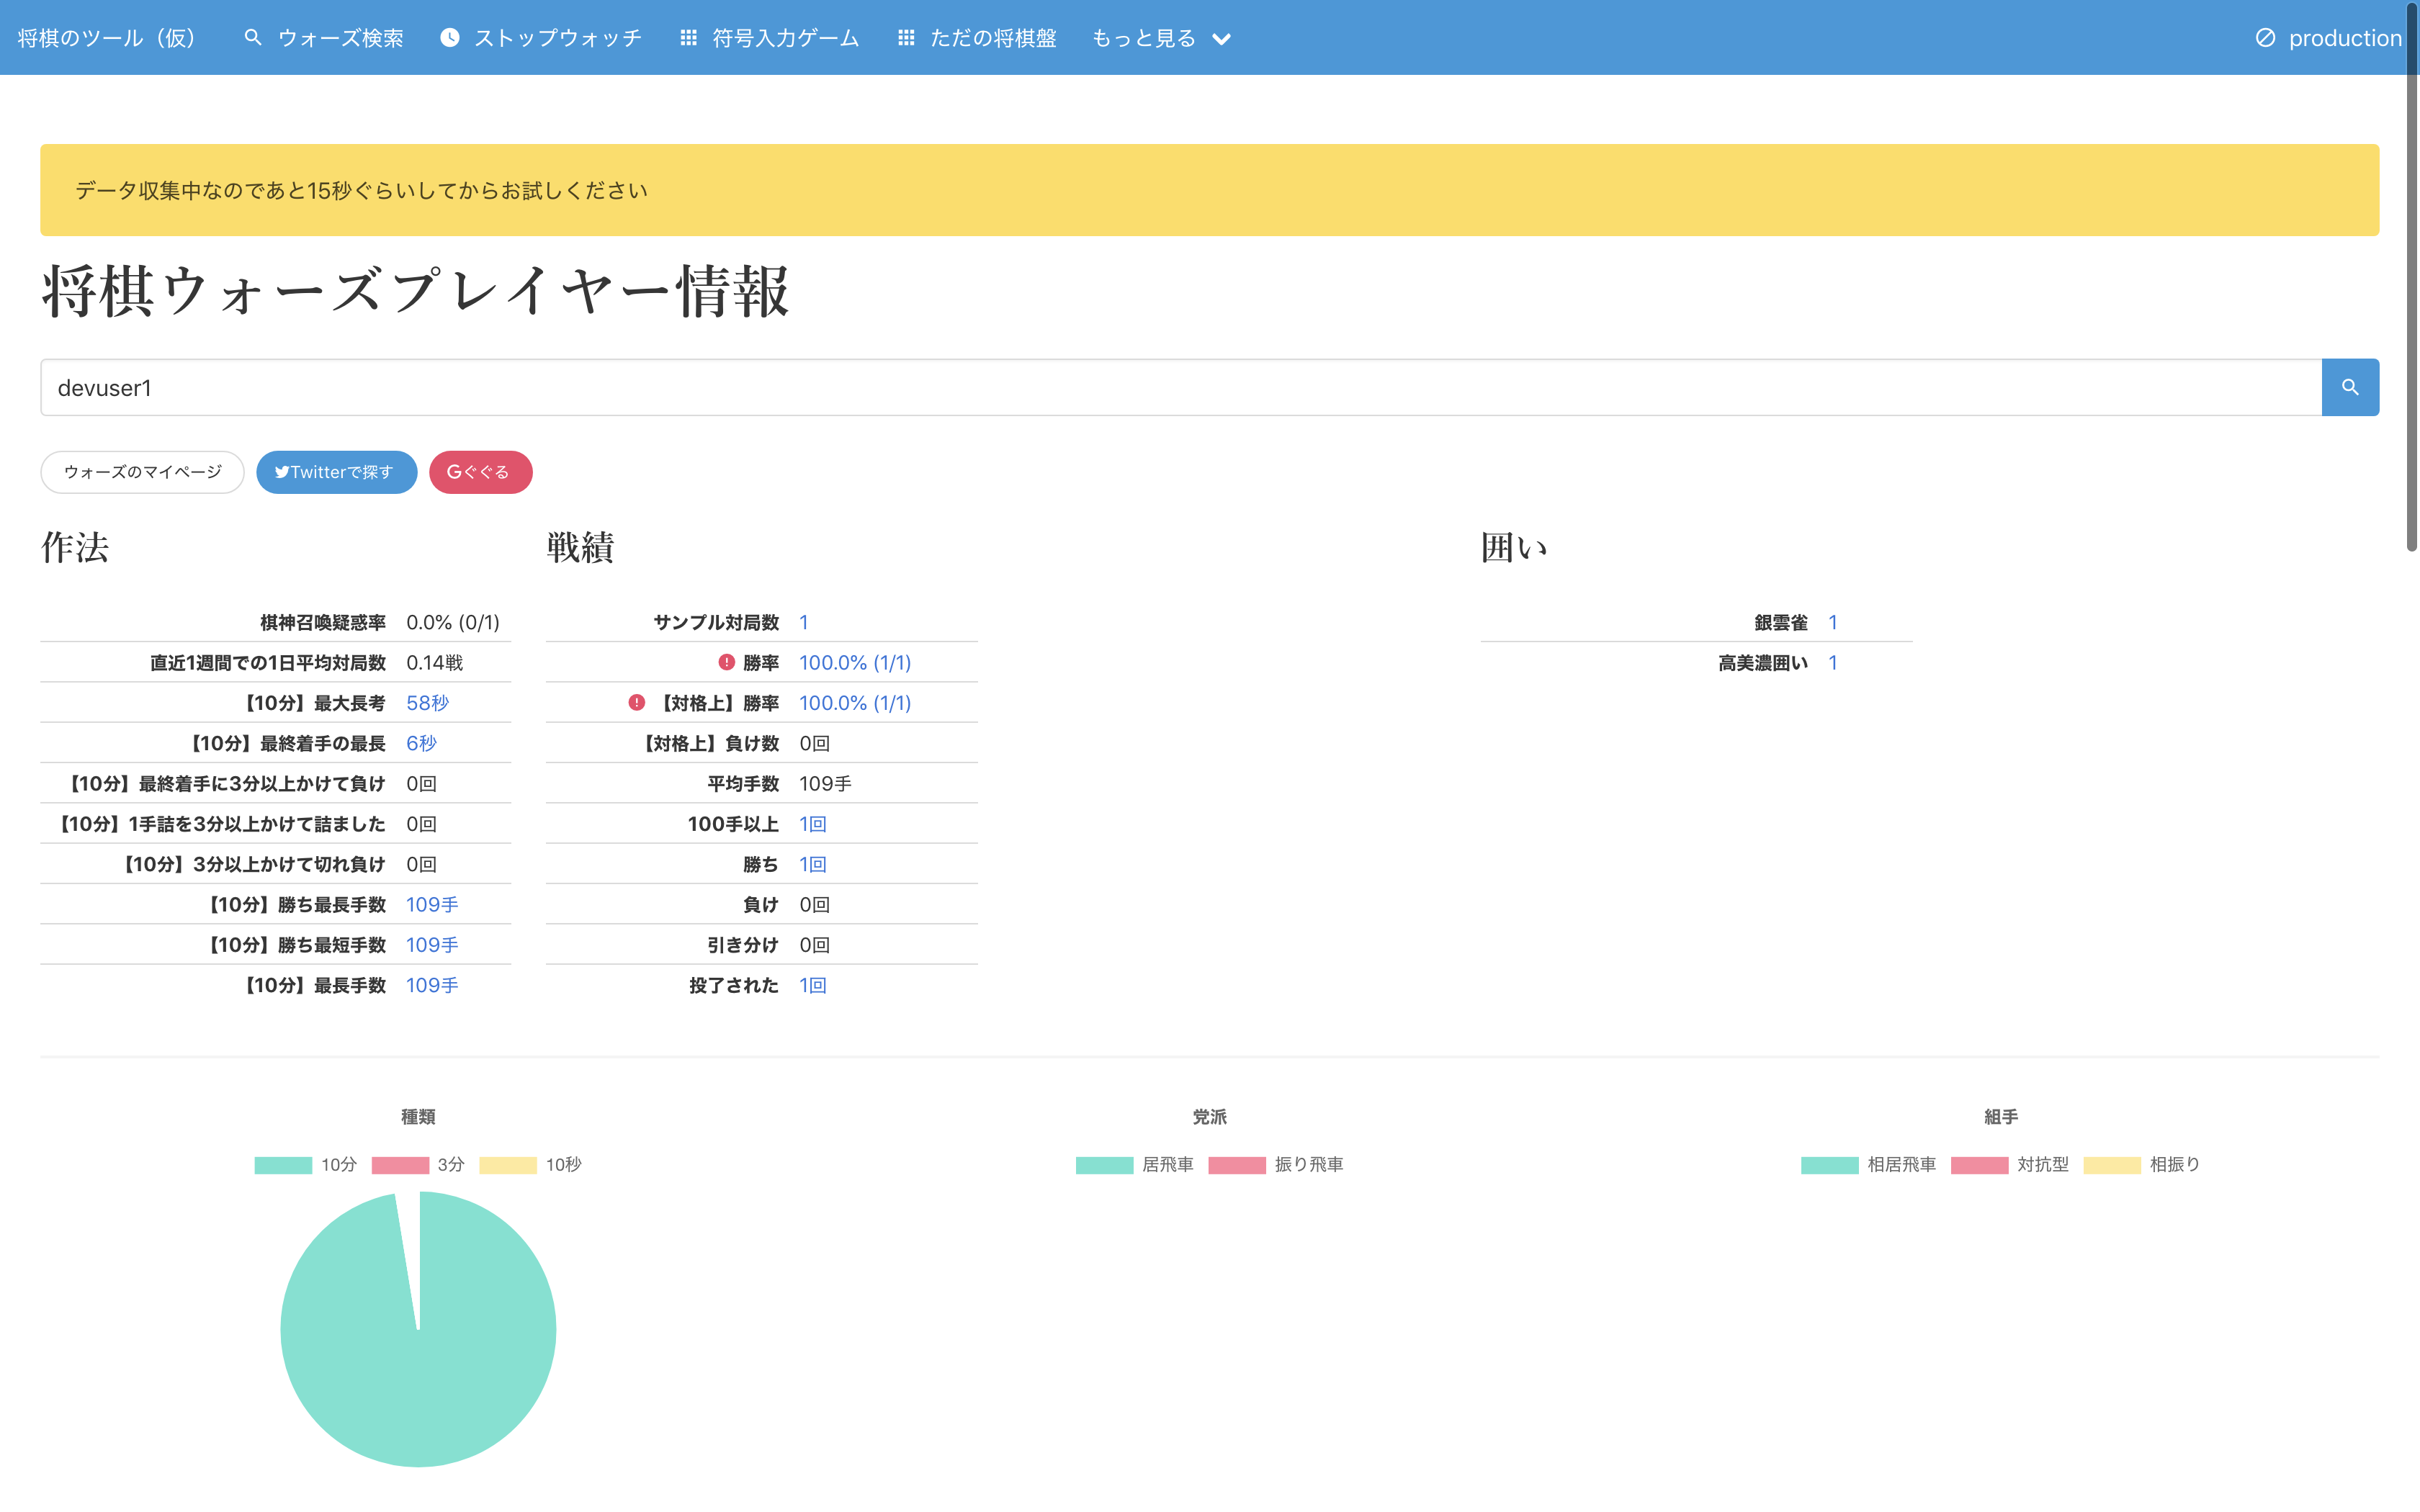 将棋のツール（仮） ウォーズ検索 ストップウォッチ 符号入力ゲーム ただの将棋盤 もっと見る production
データ収集中なのであと15秒ぐらいしてからお試しください
将棋ウォーズプレイヤー情報
devuser1
ウォーズのマイページ Twitterで探す Gぐぐる
作法
棋神召喚疑惑率 0.0% (0/1)
直近1週間での1日平均対局数 0.14戦
【10分】最大長考 58秒
【10分】最終着手の最長 6秒
【10分】最終着手に3分以上かけて負け 0回
【10分】1手詰を3分以上かけて詰ました 0回
【10分】3分以上かけて切れ負け 0回
【10分】勝ち最長手数 109手
【10分】勝ち最短手数 109手
【10分】最長手数 109手
戦績
サンプル対局数 1
勝率 100.0% (1/1)
【対格上】勝率 100.0% (1/1)
【対格上】負け数 0回
平均手数 109手
100手以上 1回
勝ち 1回
負け 0回
引き分け 0回
投了された 1回
囲い
銀雲雀 1
高美濃囲い 1
種類
10分 3分 10秒
党派
居飛車 振り飛車
組手
相居飛車 対抗型 相振り